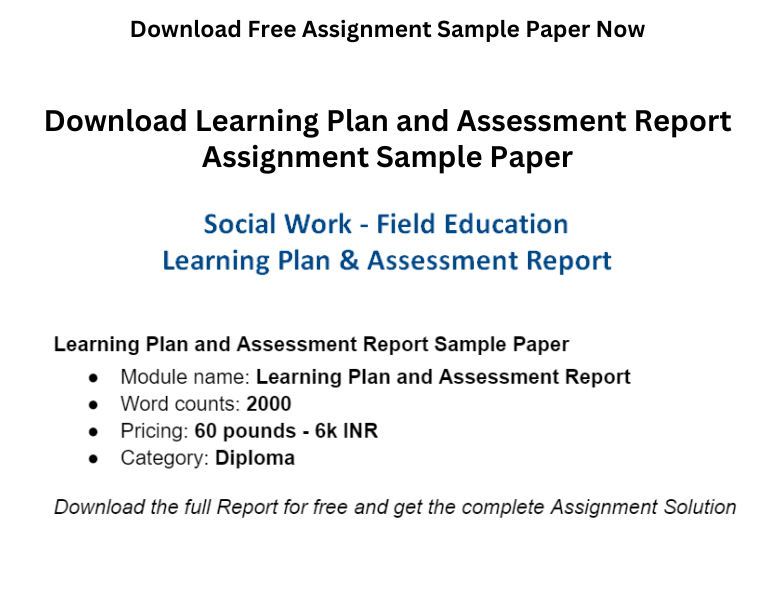 Download Free Assignment Sample Paper Now
Download Learning Plan and Assessment Report
Assignment Sample Paper
Social Work - Field Education
Learning Plan & Assessment Report
Learning Plan and Assessment Report Sample Paper
● Module name: Learning Plan and Assessment Report
● Word counts: 2000
● Pricing: 60 pounds - 6k INR
● Category: Diploma
Download the full Report for free and get the complete Assignment Solution